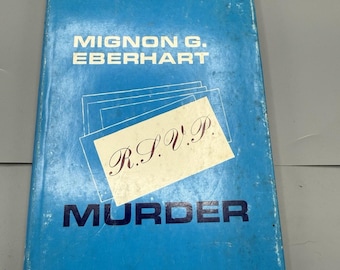 MIGNON G.
EBERHART
R.S.V.P.
MURDER